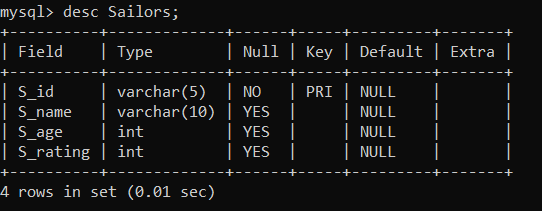 mysql> desc Sailors;
+----------+-------------+------+-----+---------+-------+
| Field    | Type        | Null | Key | Default | Extra |
+----------+-------------+------+-----+---------+-------+
| S_id     | varchar(5)  | NO   | PRI | NULL    |       |
| S_name   | varchar(10) | YES  |     | NULL    |       |
| S_age    | int         | YES  |     | NULL    |       |
| S_rating | int         | YES  |     | NULL    |       |
+----------+-------------+------+-----+---------+-------+
4 rows in set (0.01 sec)